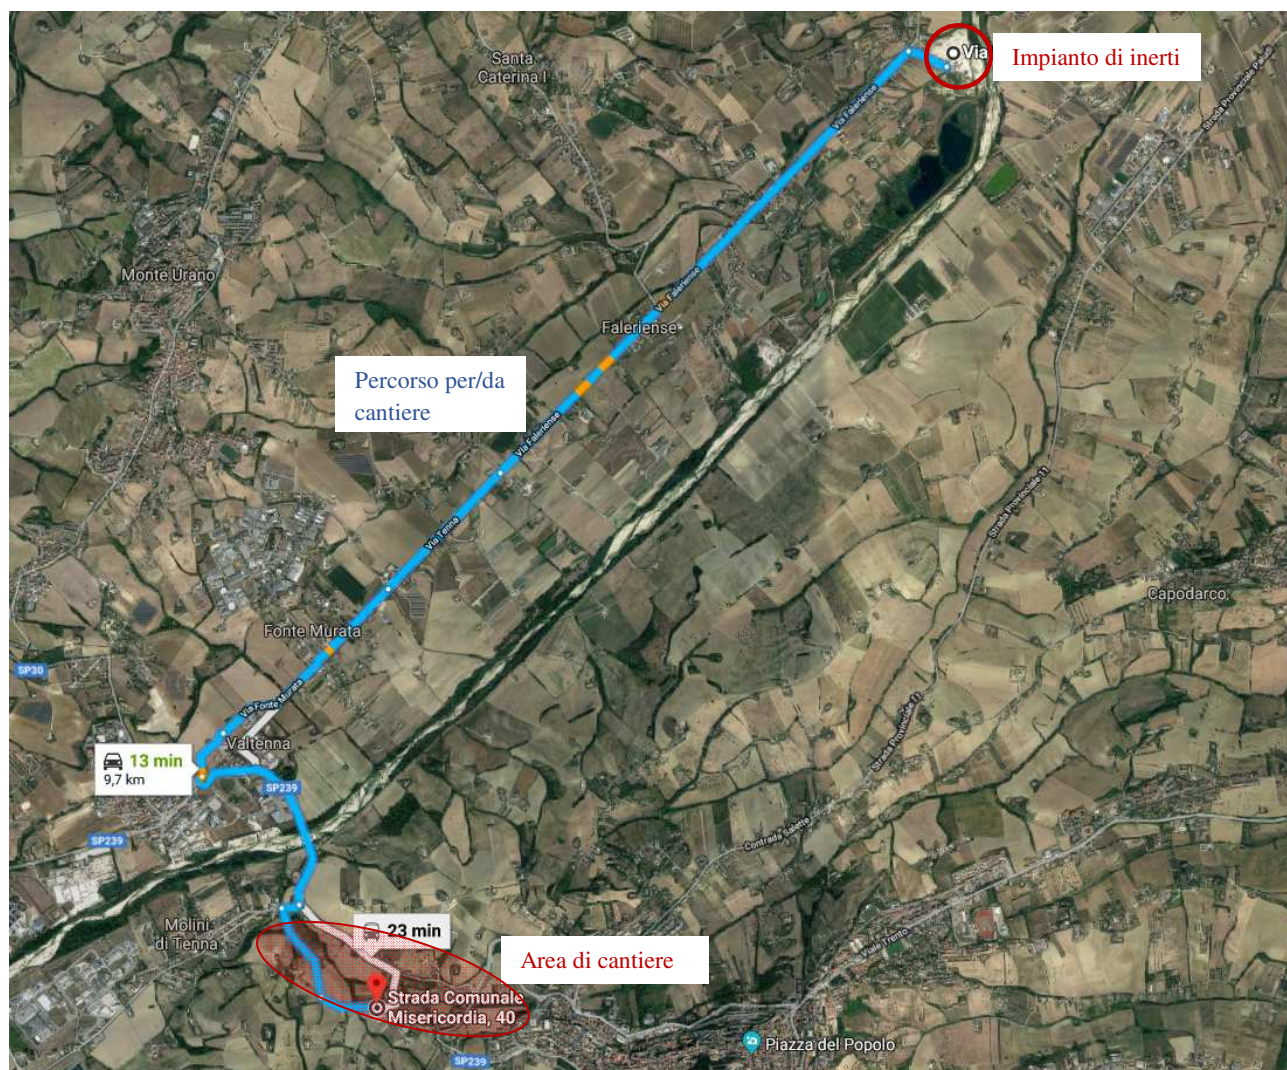 Santa
Caterina I
Via
Impianto di inerti
Strada Provinciale Paludi
Via Faleriense
Monte Urano
Via Faleriense
Faleriense
Percorso per/da
cantiere
Via Faleriense
Strada Provinciale 11
Via Tenna
Capodarco
Fonte Murata
SP30
Via Fonte Murata
Strada Provinciale 11
Valtenna
13 min
9,7 km
SP239
SP239
Contrada Salette
Molini
di Tenna
23 min
Viale Trento
Area di cantiere
Strada Comunale
Misericordia, 40
Piazza del Popolo
SP239